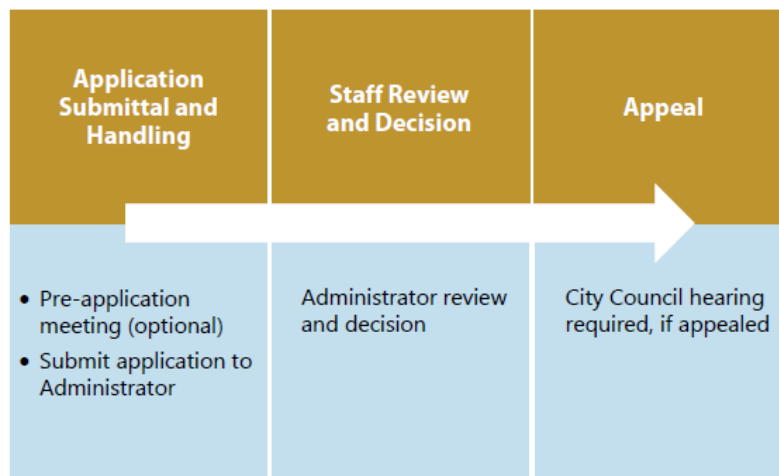 Application
Submittal and
Handling
Staff Review
and Decision
Appeal
• Pre-application
meeting (optional)
• Submit application to
Administrator
Administrator review
and decision
City Council hearing
required, if appealed